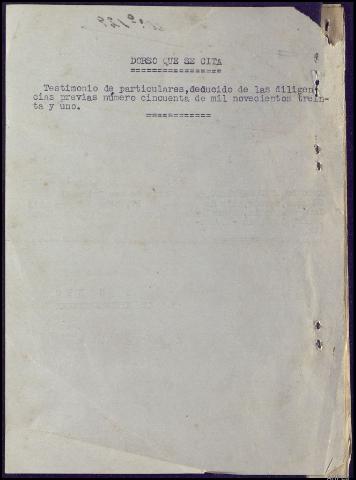 DORSO QUE SE CITA
==================
Testimonio de particulares,deducido de las diligen
cias previas número cincuenta de mil novecientos trein-
ta y uno.
=============